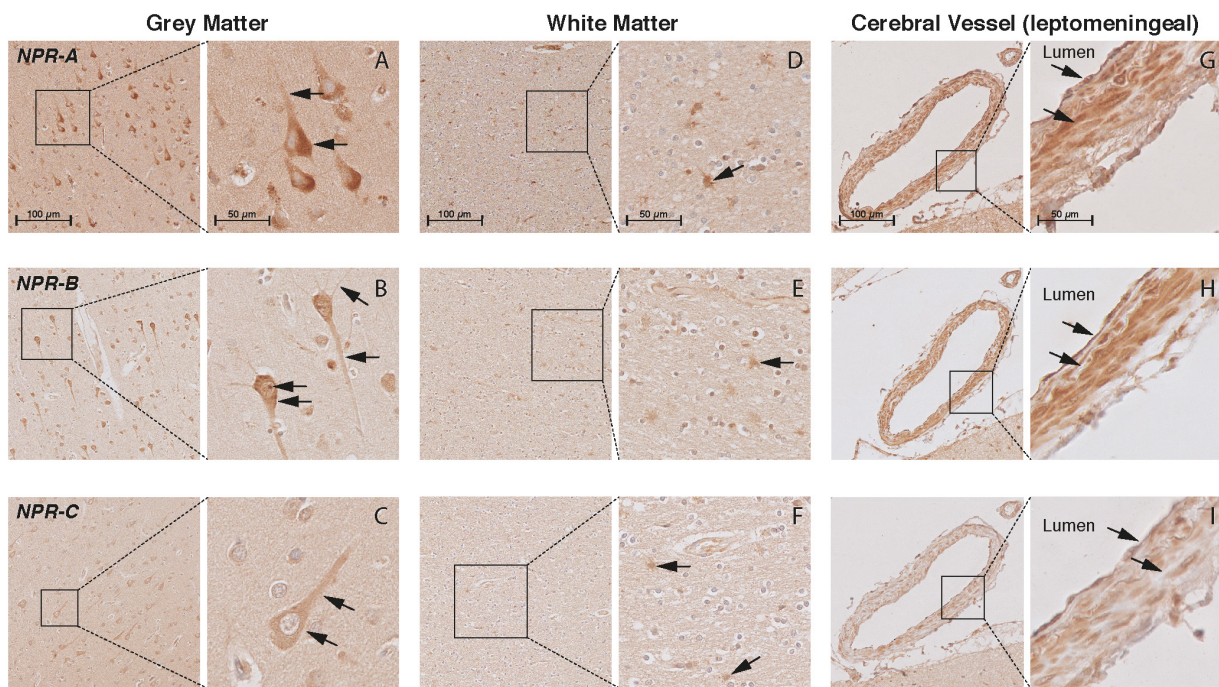 Grey Matter
White Matter
Cerebral Vessel (leptomeningeal)
NPR-A
A
D
Lumen
G
100 µm
50 µm
100 µm
50 µm
100 µm
50 µm
NPR-B
B
E
Lumen
H
NPR-C
C
F
Lumen
I